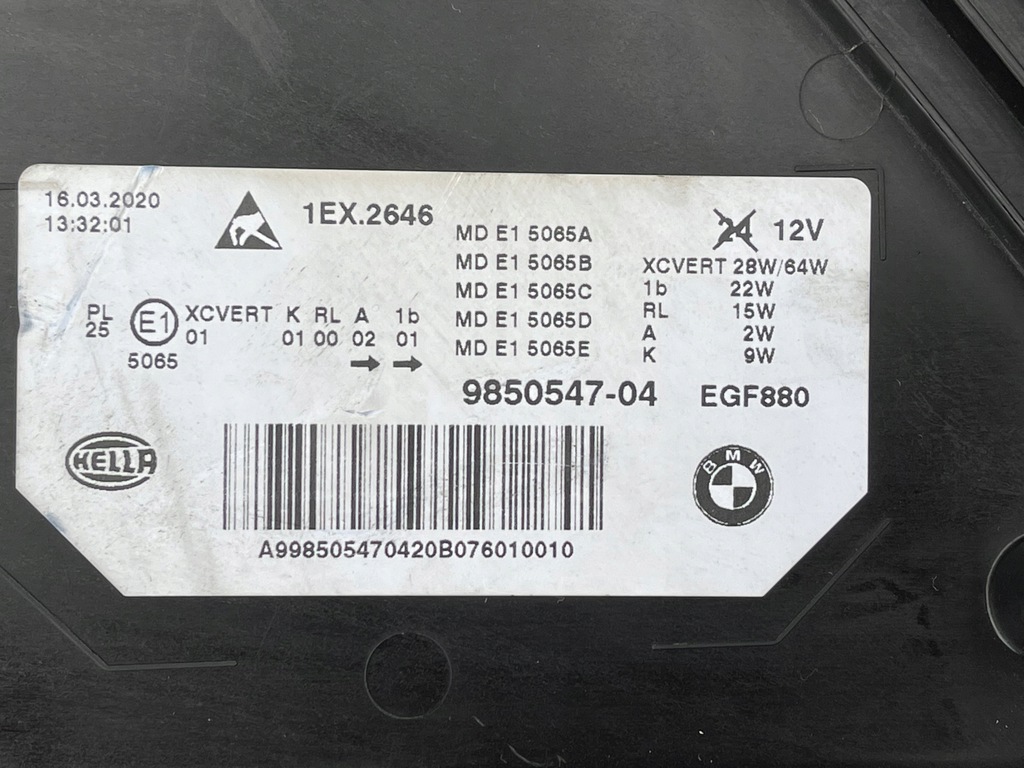 16.03.2020
13:32:01
1EX.2646
MD E1 5065A
MD E1 5065B
MD E1 5065C
MD E1 5065D
MD E1 5065E
24 12V
XCVERT 28W/64W
1b 22W
RL 15W
A 2W
K 9W
PL
25
E1
5065
XCVERT K RL A 1b
01 01 00 02 01
9850547-04 EGF880
HELLA
BMW
A998505470420B076010010